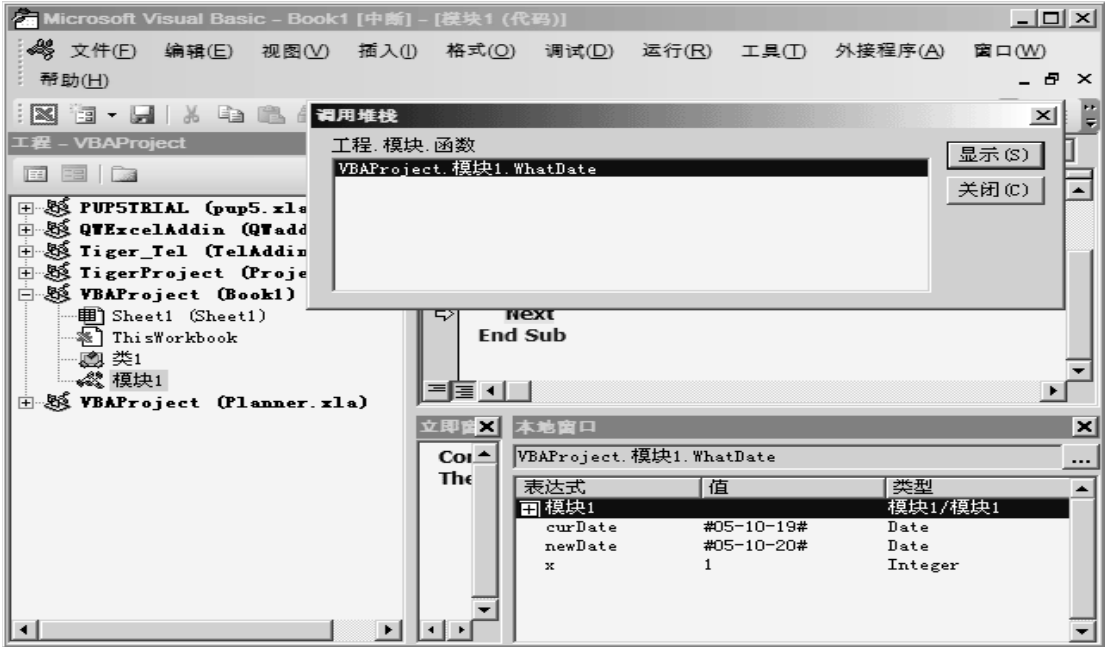 Microsoft Visual Basic - Book1 [中断] - [模块1 (代码)]
文件(F) 编辑(E) 视图(V) 插入(I) 格式(O) 调试(D) 运行(R) 工具(T) 外接程序(A) 窗口(W)
帮助(H)
调用堆栈
工程.模块.函数
VBAProject.模块1.WhatDate
显示(S)
关闭(C)
工程 - VBAProject
PUP5TRIAL (pup5.xla
QTExcelAddin (QTadd
Tiger_Tel (TelAddin
TigerProject (Proje
VBAProject (Book1)
Sheet1 (Sheet1)
ThisWorkbook
类1
模块1
VBAProject (Planner.xla)
Next
End Sub
立即窗
Cor
The
本地窗口
VBAProject.模块1.WhatDate
...
表达式 值 类型
模块1 模块1/模块1
curDate #05-10-19# Date
newDate #05-10-20# Date
x 1 Integer